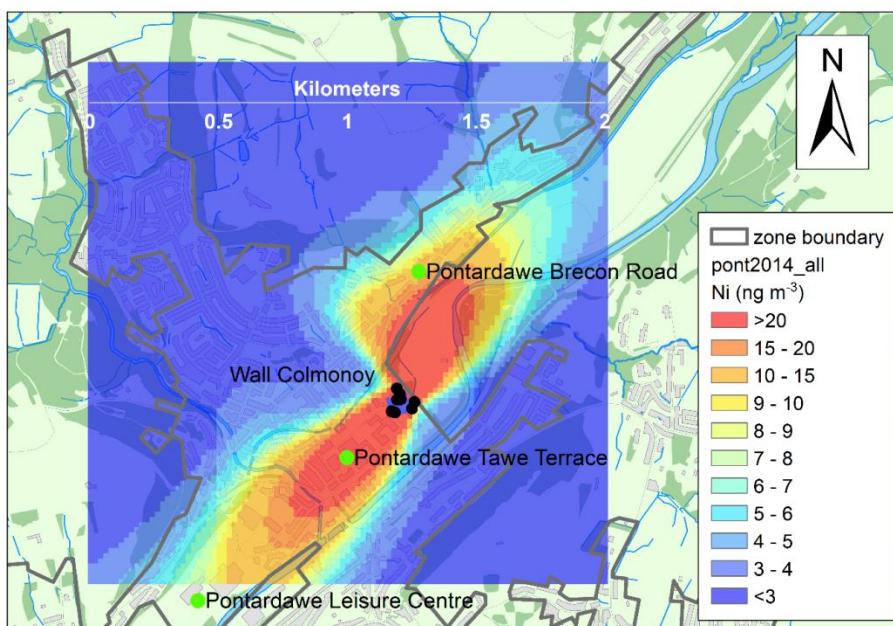 Kilometers
0 0.5 1 1.5 2
N
Pontardawe Brecon Road
Wall Colmonoy
Pontardawe Tawe Terrace
Pontardawe Leisure Centre
zone boundary
pont2014_all
Ni (ng m⁻³)
>20
15 - 20
10 - 15
9 - 10
8 - 9
7 - 8
6 - 7
5 - 6
4 - 5
3 - 4
<3